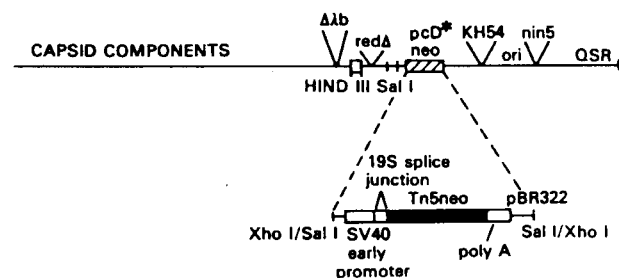 CAPSID COMPONENTS
Δλb
redΔ
pcD*
neo
KH54
nin5
ori
QSR
HIND III Sal I
19S splice
junction
Tn5neo
pBR322
Xho I/Sal I
SV40
early
promoter
poly A
Sal I/Xho I